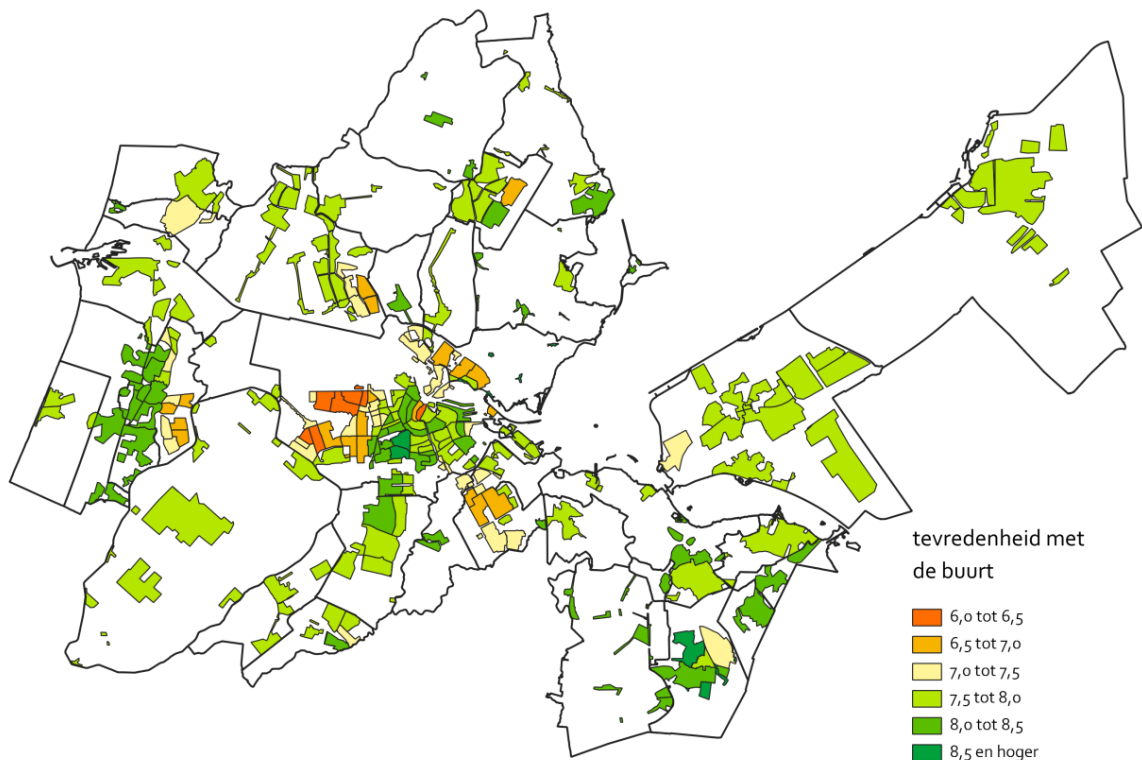 tevredenheid met
de buurt
6,0 tot 6,5
6,5 tot 7,0
7,0 tot 7,5
7,5 tot 8,0
8,0 tot 8,5
8,5 en hoger